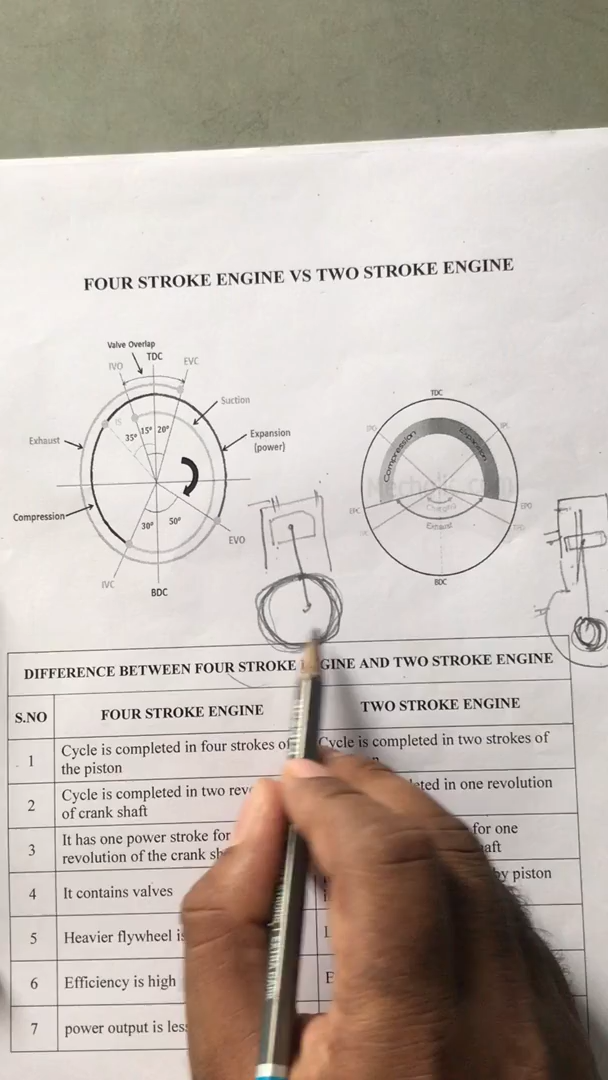 FOUR STROKE ENGINE VS TWO STROKE ENGINE
Valve Overlap
TDC
IVO
EVC
15° 20°
35°
Suction
Exhaust
Expansion
(power)
Compression
30° 50°
EVO
IVC
BDC
TDC
Compression
Expansion
Charging
Exhaust
EPC
EPO
BDC
DIFFERENCE BETWEEN FOUR STROKE GINE AND TWO STROKE ENGINE
S.NO FOUR STROKE ENGINE TWO STROKE ENGINE
1 Cycle is completed in four strokes of the piston
Cycle is completed in two strokes of
2 Cycle is completed in two rev
of crank shaft
eted in one revolution
3 It has one power stroke for
revolution of the crank sh
for one
aft
4 It contains valves
by piston
5 Heavier flywheel is
6 Efficiency is high
7 power output is les